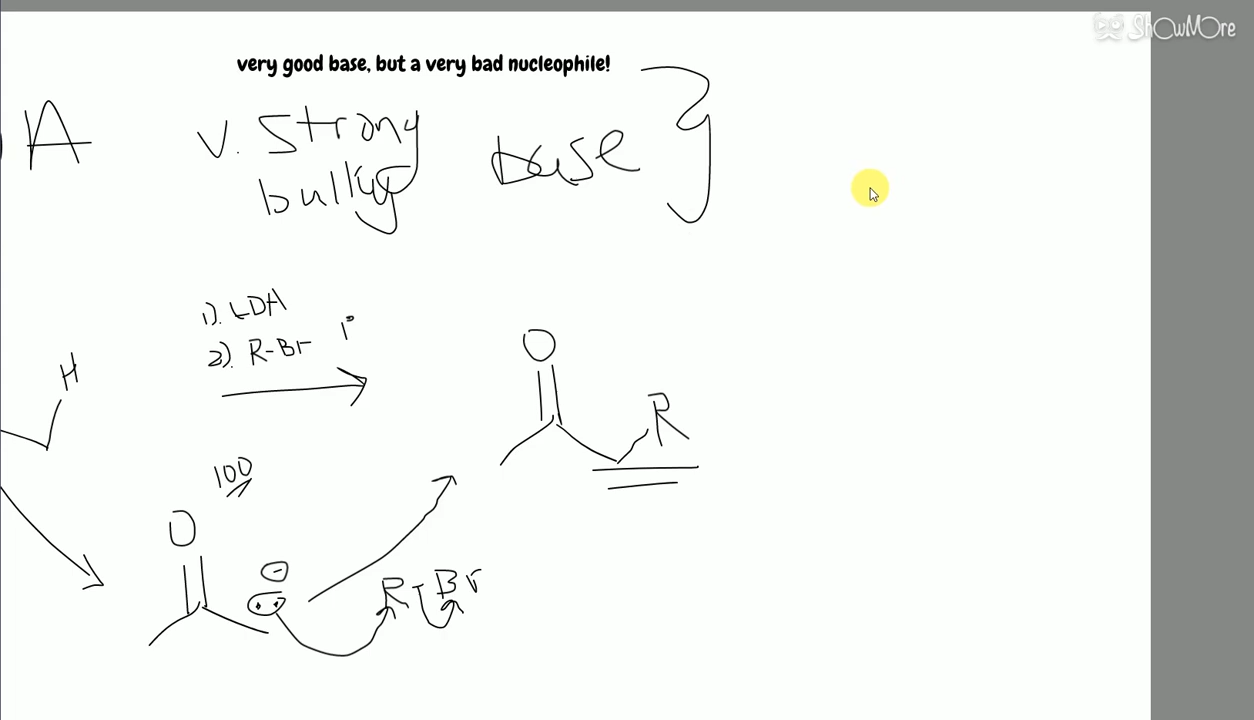 ShowMore
very good base, but a very bad nucleophile!
A v. strong base
bulky
1). LDA
2). R-Br 1°
H
O
R
100
O
R Br